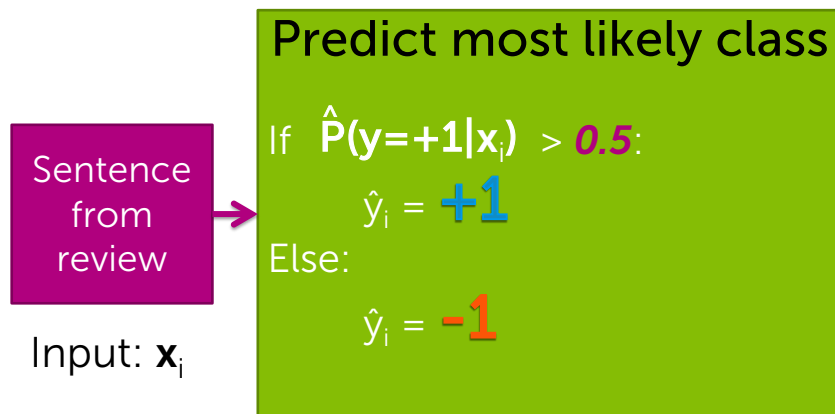 Predict most likely class
Sentence
from
review
Input: xᵢ
If P̂(y=+1|xᵢ) > 0.5:
ŷᵢ = +1
Else:
ŷᵢ = -1